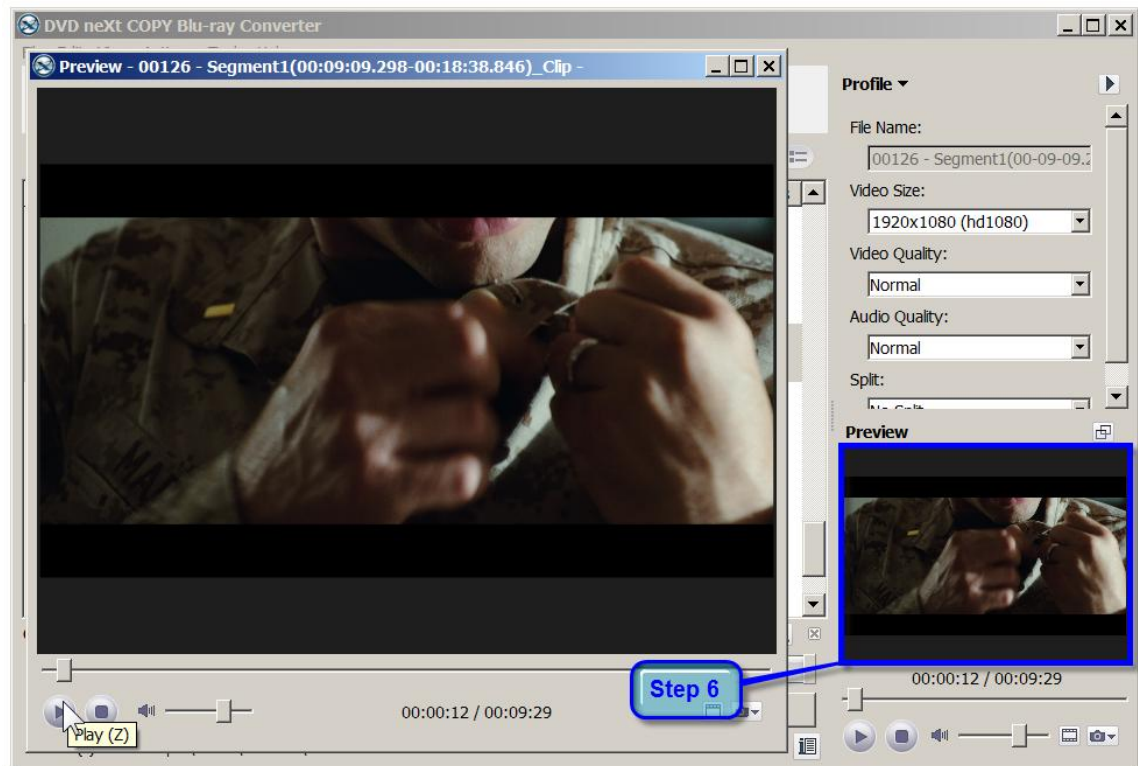 DVD neXt COPY Blu-ray Converter
Preview - 00126 - Segment1(00:09:09.298-00:18:38.846)_Clip -
Profile
File Name:
00126 - Segment1(00-09-09.2
Video Size:
1920x1080 (hd1080)
Video Quality:
Normal
Audio Quality:
Normal
Split:
No Split
Preview
Step 6
00:00:12 / 00:09:29
Play (Z)
00:00:12 / 00:09:29